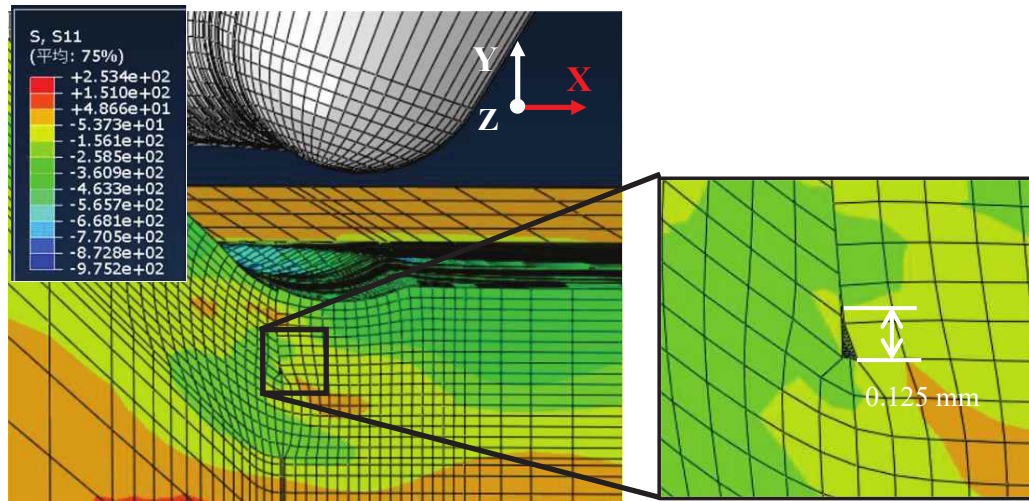 S, S11
(平均: 75%)
+2.534e+02
+1.510e+02
+4.866e+01
-5.373e+01
-1.561e+02
-2.585e+02
-3.609e+02
-4.633e+02
-5.657e+02
-6.681e+02
-7.705e+02
-8.728e+02
-9.752e+02
Y
X
Z
0.125 mm